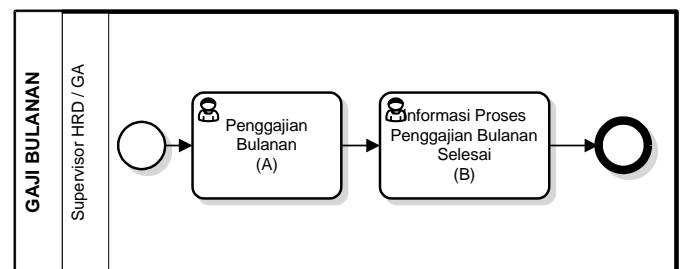 GAJI BULANAN
Supervisor HRD / GA
Penggajian
Bulanan
(A)
Informasi Proses
Penggajian Bulanan
Selesai
(B)